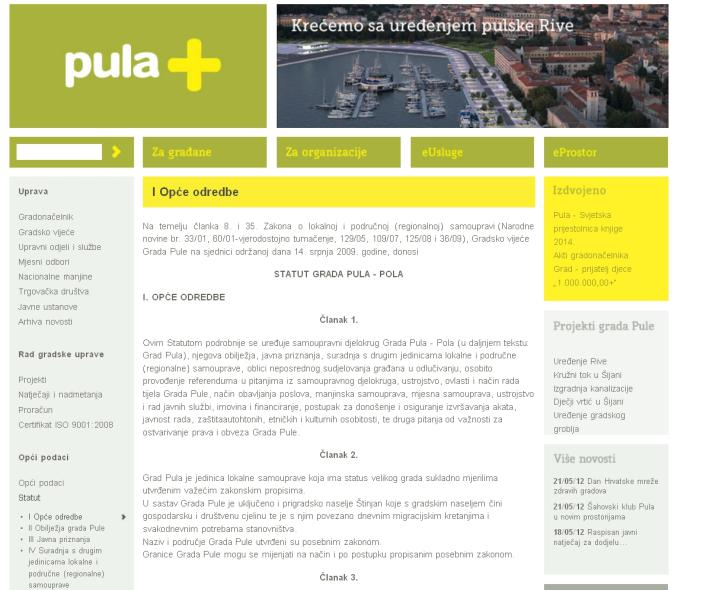 pula
Krećemo sa uređenjem pulske Rive
Za građane
Za organizacije
eUsluge
eProstor
Uprava
Gradonačelnik
Gradsko vijeće
Upravni odjeli i službe
Mjesni odbori
Nacionalne manjine
Trgovačka društva
Javne ustanove
Arhiva novosti
Rad gradske uprave
Projekti
Natječaji i nadmetanja
Proračun
Certifikat ISO 9001:2008
Opći podaci
Opći podaci
Statut
I Opće odredbe
II Obilježja grada Pule
III Javna priznanja
IV Suradnja s drugim
jedinicama lokalne i
područne (regionalne)
samouprave
I Opće odredbe
Na temelju članka 8. i 35. Zakona o lokalnoj i područnoj (regionalnoj) samoupravi (Narodne
novine br. 33/01, 60/01-vjerodostojno tumačenje, 129/05, 109/07, 125/08 i 36/09), Gradsko vijeće
Grada Pule na sjednici održanoj dana 14. srpnja 2009. godine, donosi
STATUT GRADA PULA - POLA
I. OPĆE ODREDBE
Članak 1.
Ovim Statutom podrobnije se uređuje samoupravni djelokrug Grada Pula - Pola (u daljnjem tekstu:
Grad Pula), njegova obilježja, javna priznanja, suradnja s drugim jedinicama lokalne i područne
(regionalne) samouprave, oblici neposrednog sudjelovanja građana u odlučivanju, osobito
provođenje referenduma u pitanjima iz samoupravnog djelokruga, ustrojstvo, ovlasti i način rada
tijela Grada Pule, način obavljanja poslova, manjinska samouprava, mjesna samouprava, ustrojstvo
i rad javnih službi, imovina i financiranje, postupak za donošenje i osiguranje izvršavanja akata,
javnost rada, zaštitaautohtonih, etničkih i kulturnih osobitosti, te druga pitanja od važnosti za
ostvarivanje prava i obveza Grada Pule.
Članak 2.
Grad Pula je jedinica lokalne samouprave koja ima status velikog grada sukladno mjerilima
utvrđenim važećim zakonskim propisima.
U sastav Grada Pule je uključeno i prigradsko naselje Štinjan koje s gradskim naseljem čini
gospodarsku i društvenu cjelinu te je s njim povezano dnevnim migracijskim kretanjima i
svakodnevnim potrebama stanovništva.
Naziv i područje Grada Pule utvrđeni su posebnim zakonom.
Granice Grada Pule mogu se mijenjati na način i po postupku propisanim posebnim zakonom.
Članak 3.
Izdvojeno
Pula - Svjetska
prijestolnica knjige
2014.
Akti gradonačelnika
Grad - prijatelj djece
„1.000.000,00+"
Projekti grada Pule
Uređenje Rive
Kružni tok u Šijani
Izgradnja kanalizacije
Dječji vrtić u Šijani
Uređenje gradskog
groblja
Više novosti
21/05/12 Dan Hrvatske mreže
zdravih gradova
21/05/12 Šahovski klub Pula
u novim prostorijama
18/05/12 Raspisan javni
natječaj za dodjelu...